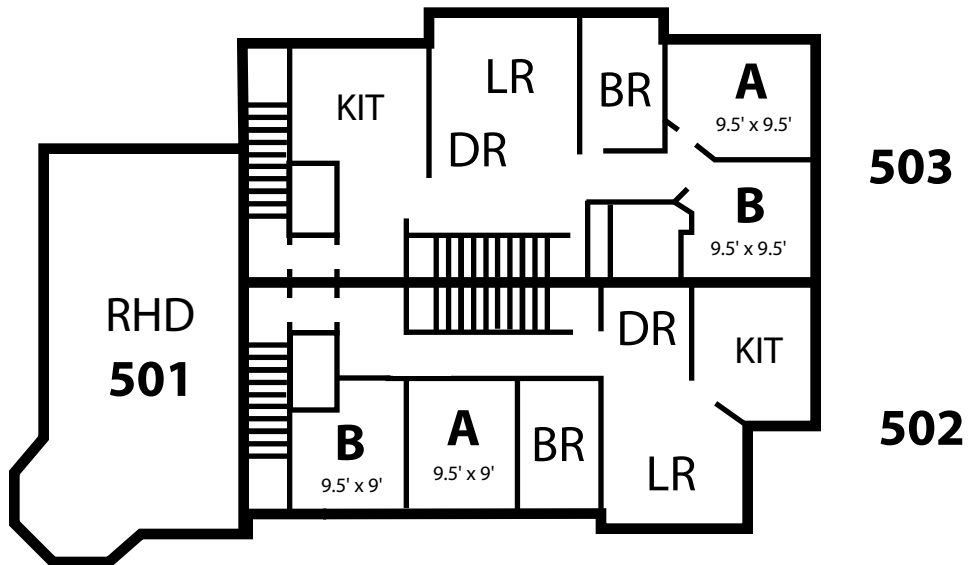 LR
KIT
BR
A
9.5' x 9.5'
DR
503
B
9.5' x 9.5'
RHD
501
DR
KIT
B
9.5' x 9'
A
9.5' x 9'
BR
LR
502